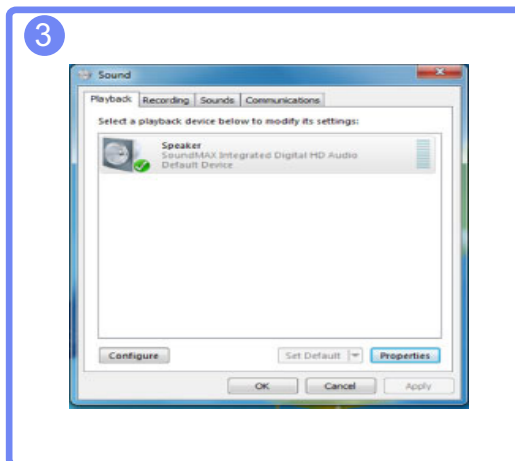 3
Sound
Playback Recording Sounds Communications
Select a playback device below to modify its settings:
Speaker
SoundMAX Integrated Digital HD Audio
Default Device
Configure Set Default Properties
OK Cancel Apply